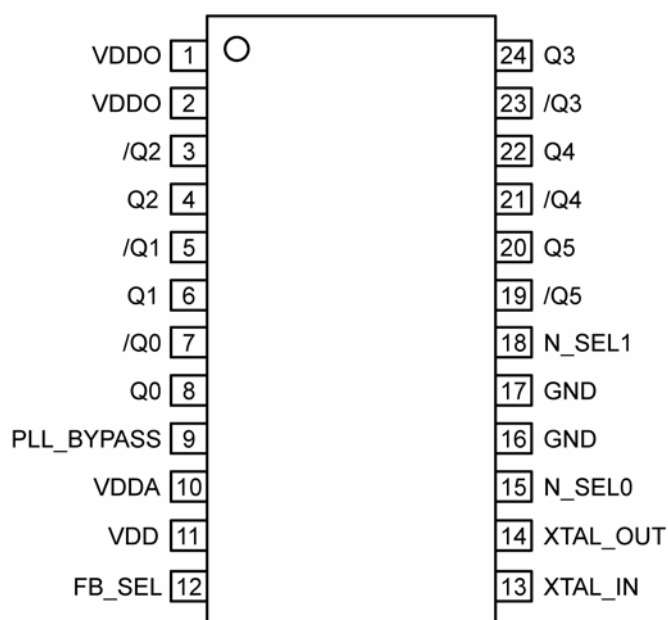 VDDO 1 24 Q3
VDDO 2 23 /Q3
/Q2 3 22 Q4
Q2 4 21 /Q4
/Q1 5 20 Q5
Q1 6 19 /Q5
/Q0 7 18 N_SEL1
Q0 8 17 GND
PLL_BYPASS 9 16 GND
VDDA 10 15 N_SEL0
VDD 11 14 XTAL_OUT
FB_SEL 12 13 XTAL_IN